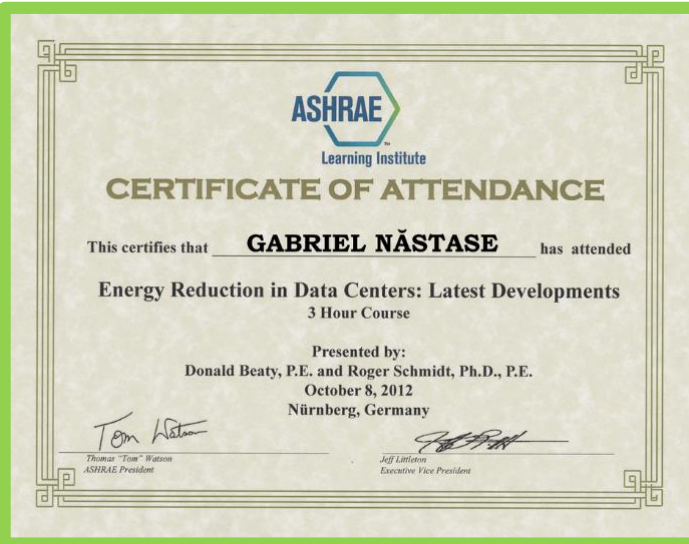 ASHRAE
Learning Institute
CERTIFICATE OF ATTENDANCE
This certifies that GABRIEL NĂSTASE has attended
Energy Reduction in Data Centers: Latest Developments
3 Hour Course
Presented by:
Donald Beaty, P.E. and Roger Schmidt, Ph.D., P.E.
October 8, 2012
Nürnberg, Germany
Tom Watson
Thomas "Tom" Watson
ASHRAE President
Jeff Littleton
Executive Vice President